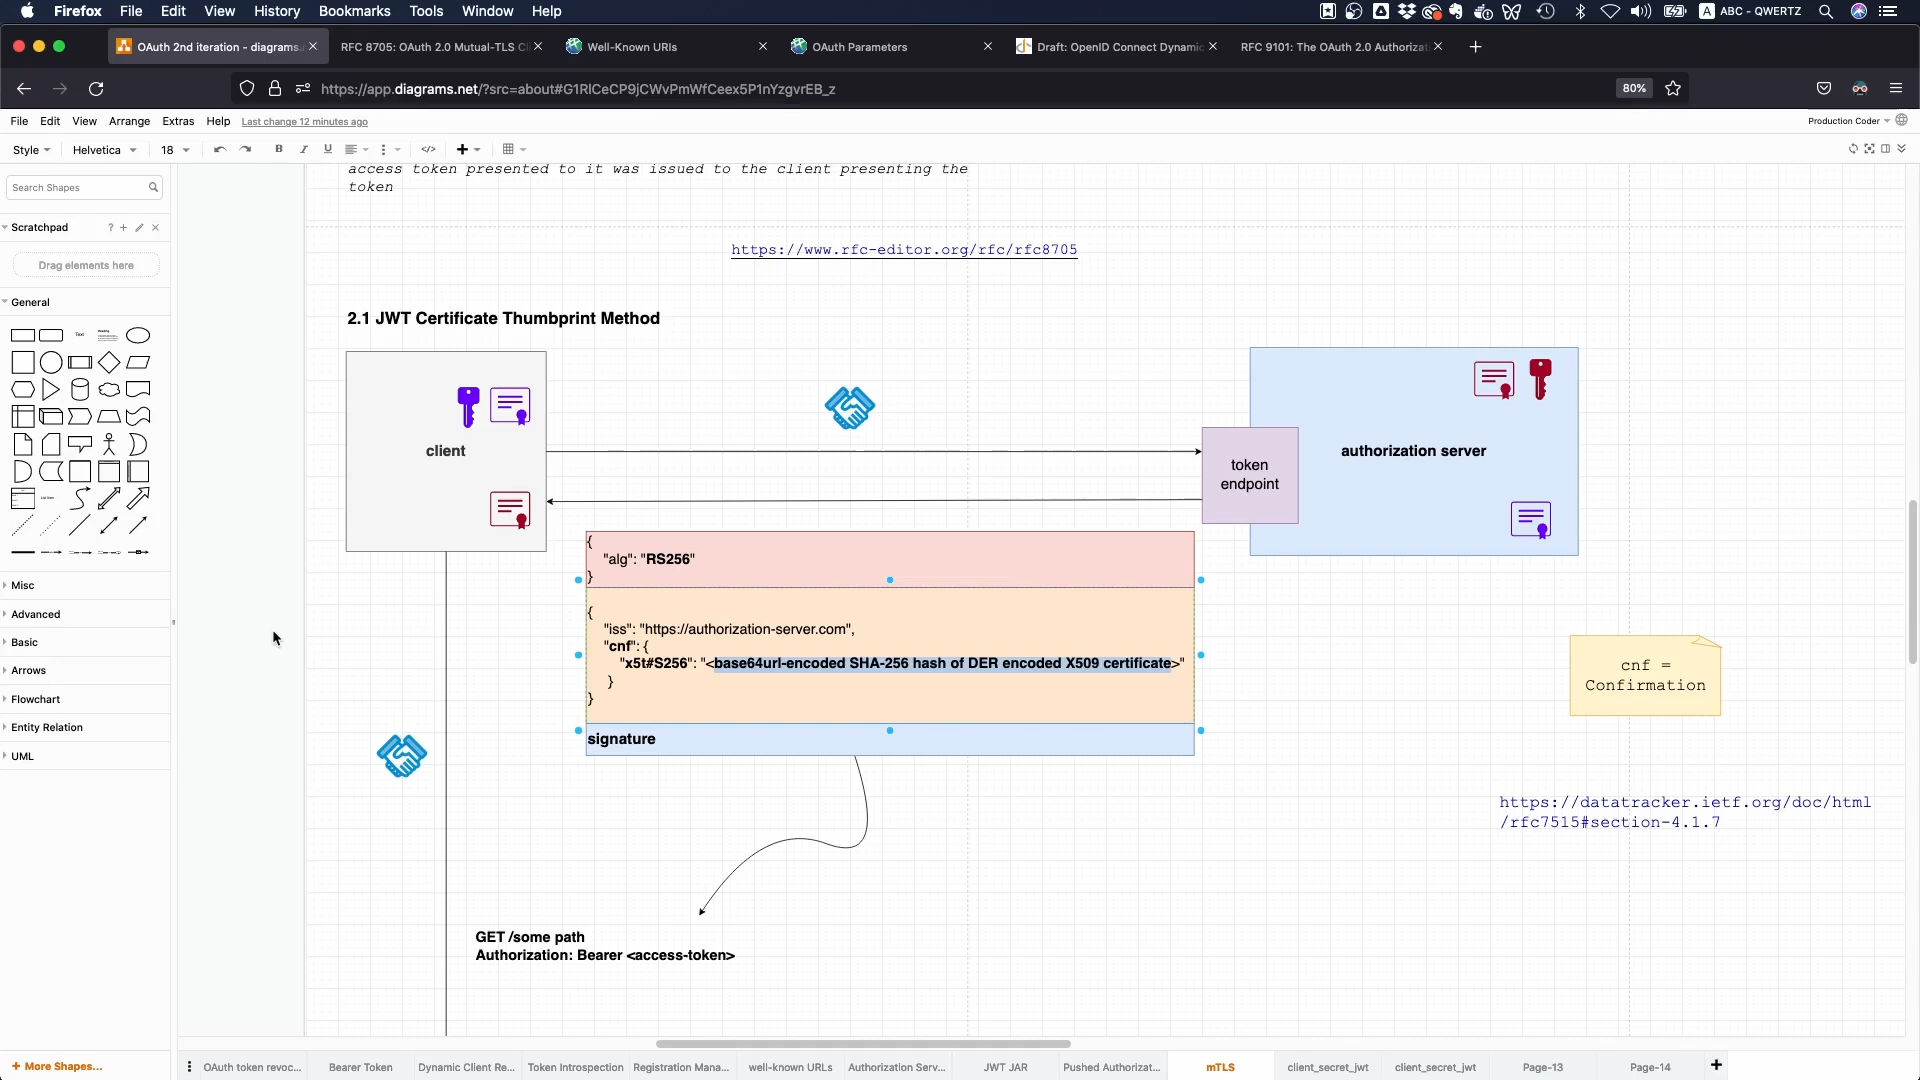 Firefox File Edit View History Bookmarks Tools Window Help
A ABC - QWERTZ
OAuth 2nd iteration - diagrams.
RFC 8705: OAuth 2.0 Mutual-TLS Cl
Well-Known URIs
OAuth Parameters
Draft: OpenID Connect Dynamic
RFC 9101: The OAuth 2.0 Authorizat
https://app.diagrams.net/?src=about#G1RlCeCP9jCWvPmWfCeex5P1nYzgvrEB_z
80%
File Edit View Arrange Extras Help Last change 12 minutes ago
Production Coder
Style Helvetica 18 B I U
Search Shapes
Scratchpad
Drag elements here
General
Text
Misc
Advanced
Basic
Arrows
Flowchart
Entity Relation
UML
+ More Shapes...
access token presented to it was issued to the client presenting the
token
https://www.rfc-editor.org/rfc/rfc8705
2.1 JWT Certificate Thumbprint Method
client
token
endpoint
authorization server
{
"alg": "RS256"
}
{
"iss": "https://authorization-server.com",
"cnf": {
"x5t#S256": "<base64url-encoded SHA-256 hash of DER encoded X509 certificate>"
}
}
signature
cnf =
Confirmation
https://datatracker.ietf.org/doc/html
/rfc7515#section-4.1.7
GET /some path
Authorization: Bearer <access-token>
OAuth token revoc...
Bearer Token
Dynamic Client Re...
Token Introspection
Registration Mana...
well-known URLs
Authorization Serv...
JWT JAR
Pushed Authorizat...
mTLS
client_secret_jwt
client_secret_jwt
Page-13
Page-14